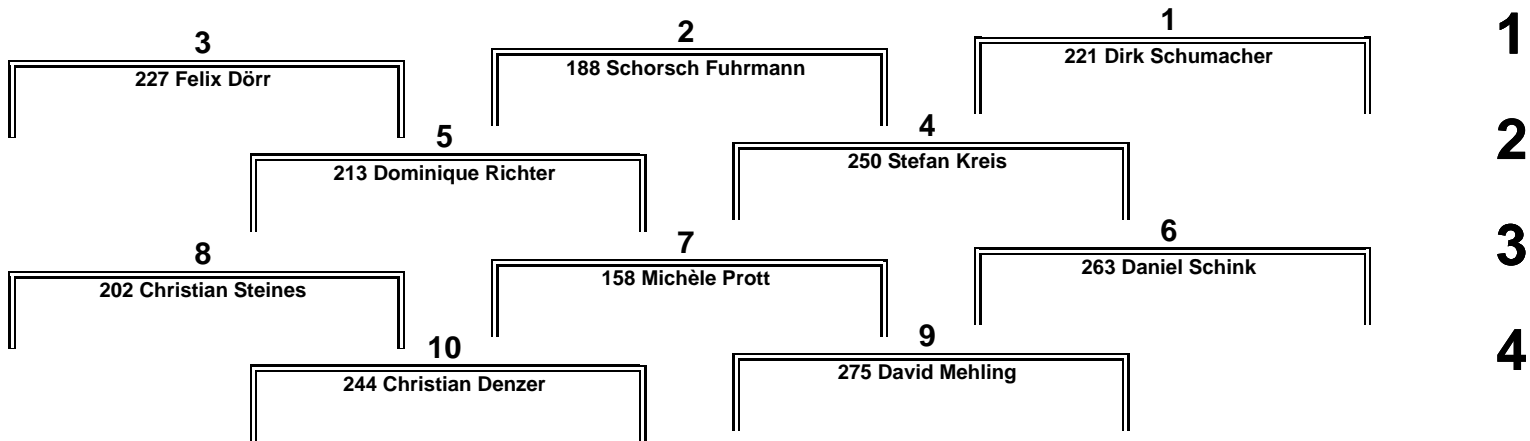 3 2 1 1
227 Felix Dörr 188 Schorsch Fuhrmann 221 Dirk Schumacher
5 4 2
213 Dominique Richter 250 Stefan Kreis
8 7 6 3
202 Christian Steines 158 Michèle Prott 263 Daniel Schink
10 9 4
244 Christian Denzer 275 David Mehling